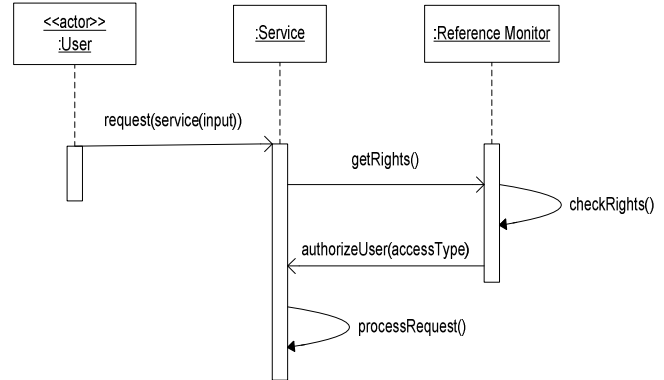 <<actor>>
:User
:Service
:Reference Monitor
request(service(input))
getRights()
checkRights()
authorizeUser(accessType)
processRequest()